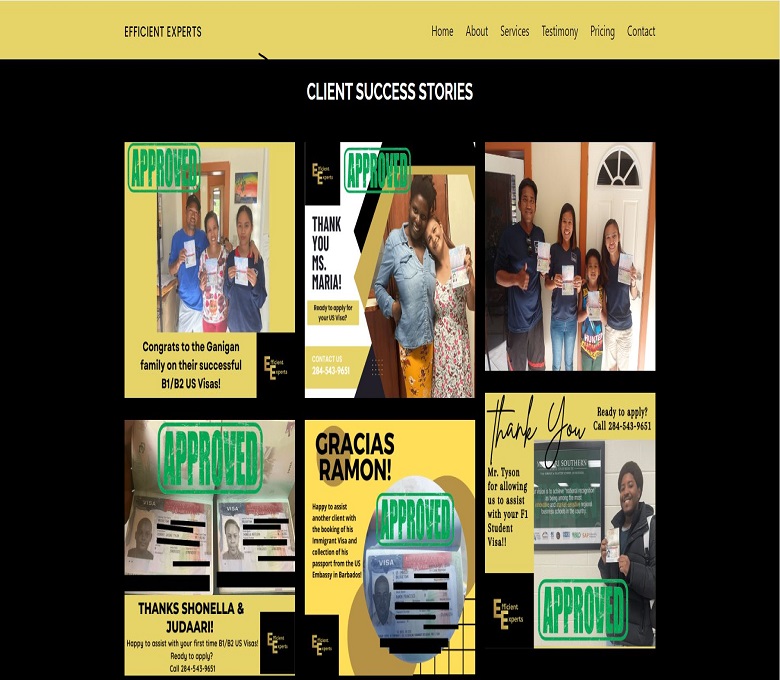 EFFICIENT EXPERTS
Home
About
Services
Testimony
Pricing
Contact
CLIENT SUCCESS STORIES
APPROVED
Congrats to the Ganigan
family on their successful
B1/B2 US Visas!
Efficient
Experts
Efficient
Experts
APPROVED
THANK
YOU
MS.
MARIA!
Ready to apply for
your US Visa?
CONTACT US
284-543-9651
APPROVED
VISA
VISA
THANKS SHONELLA &
JUDAARI!
Happy to assist with your first time B1/B2 US Visas!
Ready to apply?
Call 284-543-9651
Efficient
Experts
GRACIAS
RAMON!
Happy to assist
another client with
the booking of his
Immigrant Visa and
collection of his
passport from the US
Embassy in Barbados!
APPROVED
VISA
Efficient
Experts
Thank You
Ready to apply?
Call 284-543-9651
Mr. Tyson
for allowing
us to assist
with your F1
Student
Visa!!
SOUTHERN
APPROVED
Efficient
Experts